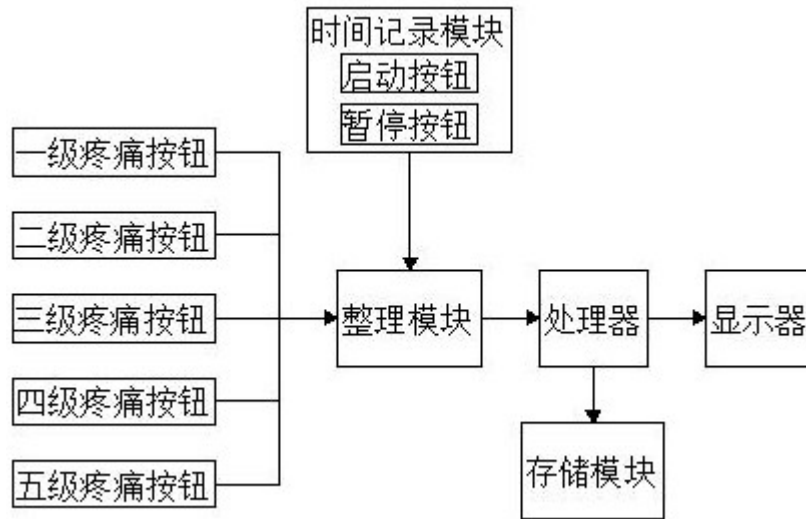 时间记录模块
启动按钮
暂停按钮
一级疼痛按钮
二级疼痛按钮
三级疼痛按钮
四级疼痛按钮
五级疼痛按钮
整理模块
处理器
显示器
存储模块